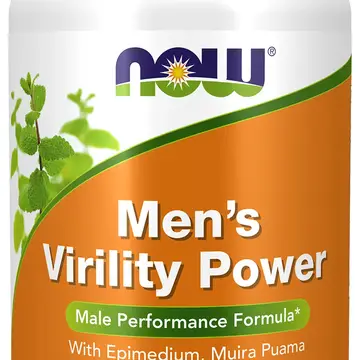 now®
Men's
Virility Power
Male Performance Formula*
With Epimedium, Muira Puama